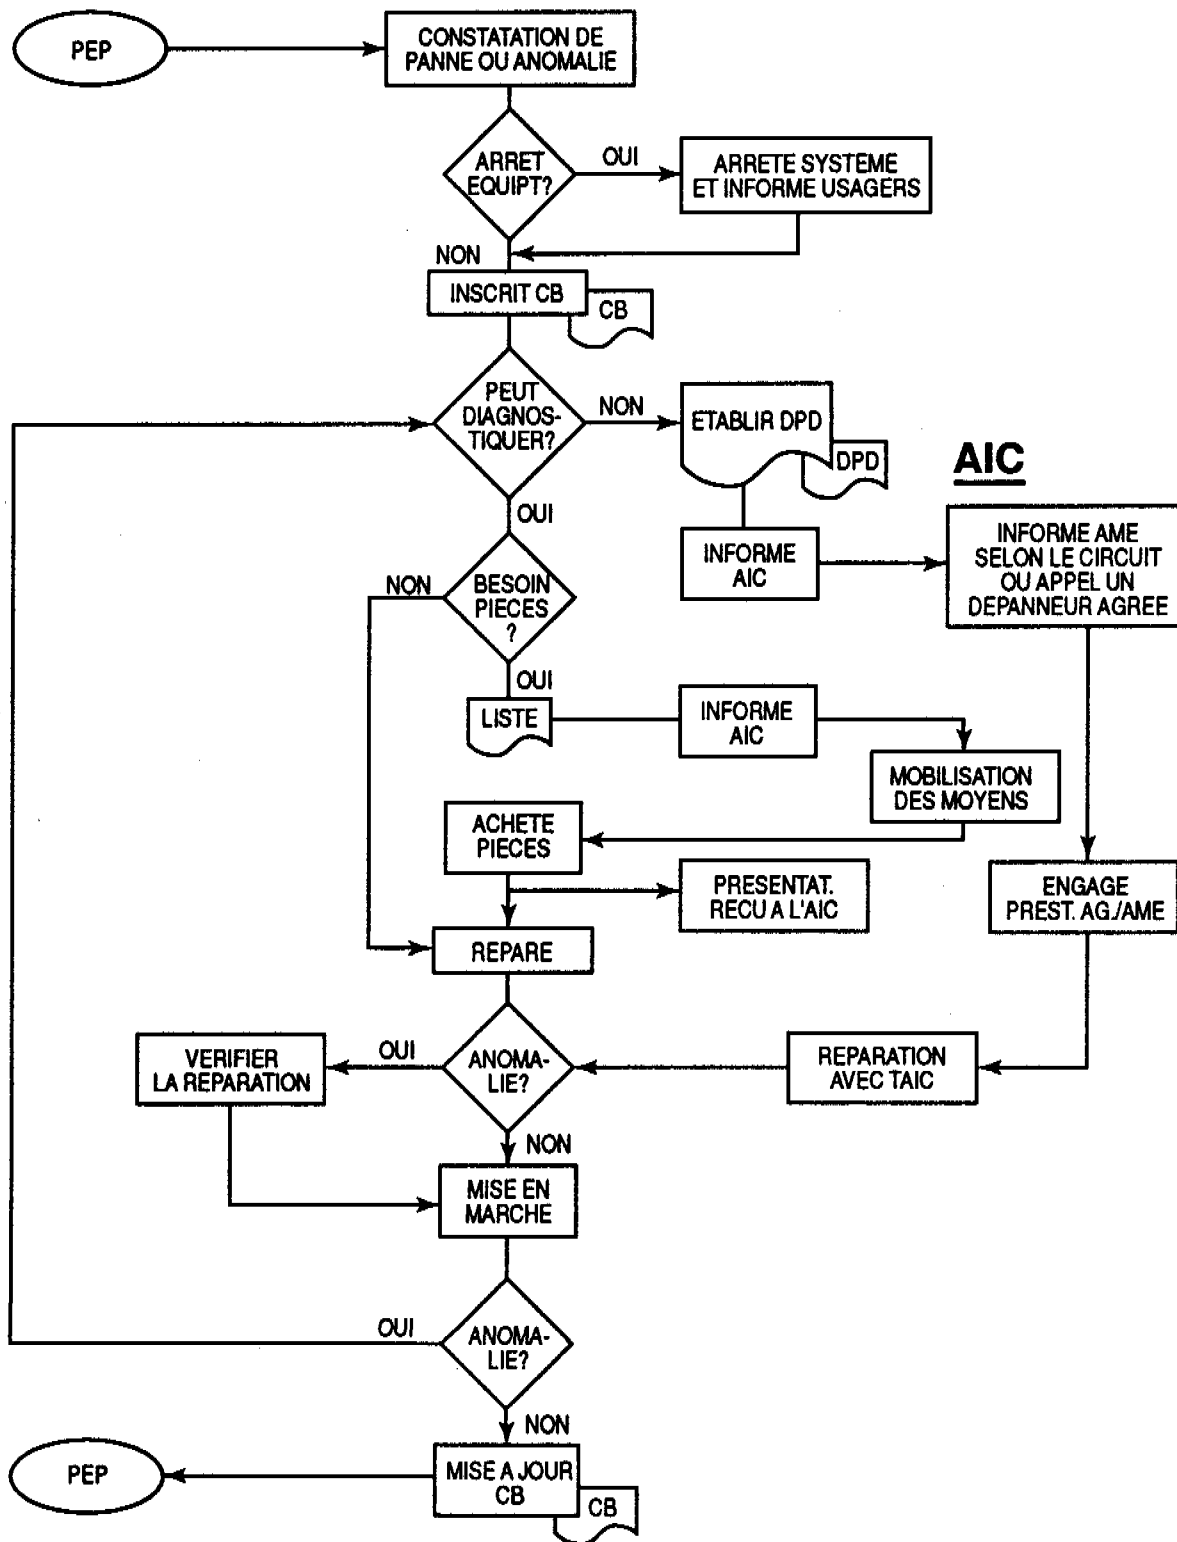 PEP
CONSTATATION DE
PANNE OU ANOMALIE
ARRET
EQUIPT?
OUI
ARRETE SYSTEME
ET INFORME USAGERS
NON
INSCRIT CB
CB
PEUT
DIAGNOS-
TIQUER?
NON
ETABLIR DPD
DPD
AIC
OUI
INFORME
AIC
INFORME AME
SELON LE CIRCUIT
OU APPEL UN
DEPANNEUR AGREE
NON
BESOIN
PIECES
?
OUI
LISTE
INFORME
AIC
MOBILISATION
DES MOYENS
ACHETE
PIECES
PRESENTAT.
RECU A L'AIC
ENGAGE
PREST. AG./AME
REPARE
VERIFIER
LA REPARATION
OUI
ANOMA-
LIE?
REPARATION
AVEC TAIC
NON
MISE EN
MARCHE
OUI
ANOMA-
LIE?
NON
PEP
MISE A JOUR
CB
CB